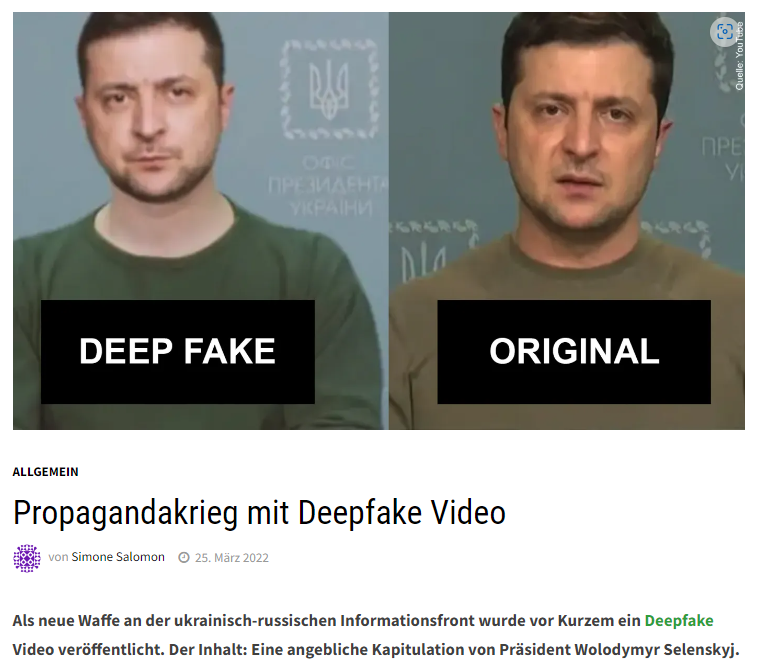 Quelle: YouTube
ОФІС
ПРЕЗИДЕНТА
УКРАЇНИ
ПРЕ
DEEP FAKE
ORIGINAL
ALLGEMEIN
Propagandakrieg mit Deepfake Video
von Simone Salomon 25. März 2022
Als neue Waffe an der ukrainisch-russischen Informationsfront wurde vor Kurzem ein Deepfake
Video veröffentlicht. Der Inhalt: Eine angebliche Kapitulation von Präsident Wolodymyr Selenskyj.